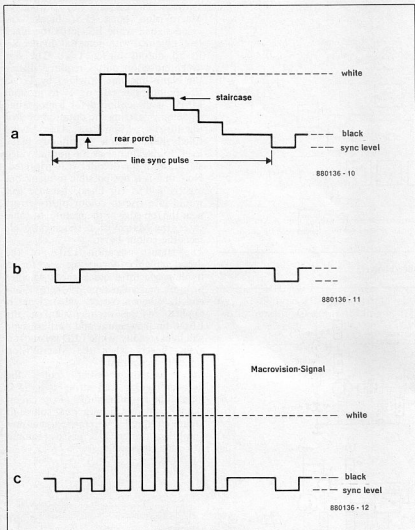 white
staircase
a
rear porch
black
sync level
line sync pulse
880136 - 10
b
880136 - 11
Macrovision-Signal
white
c
black
sync level
880136 - 12